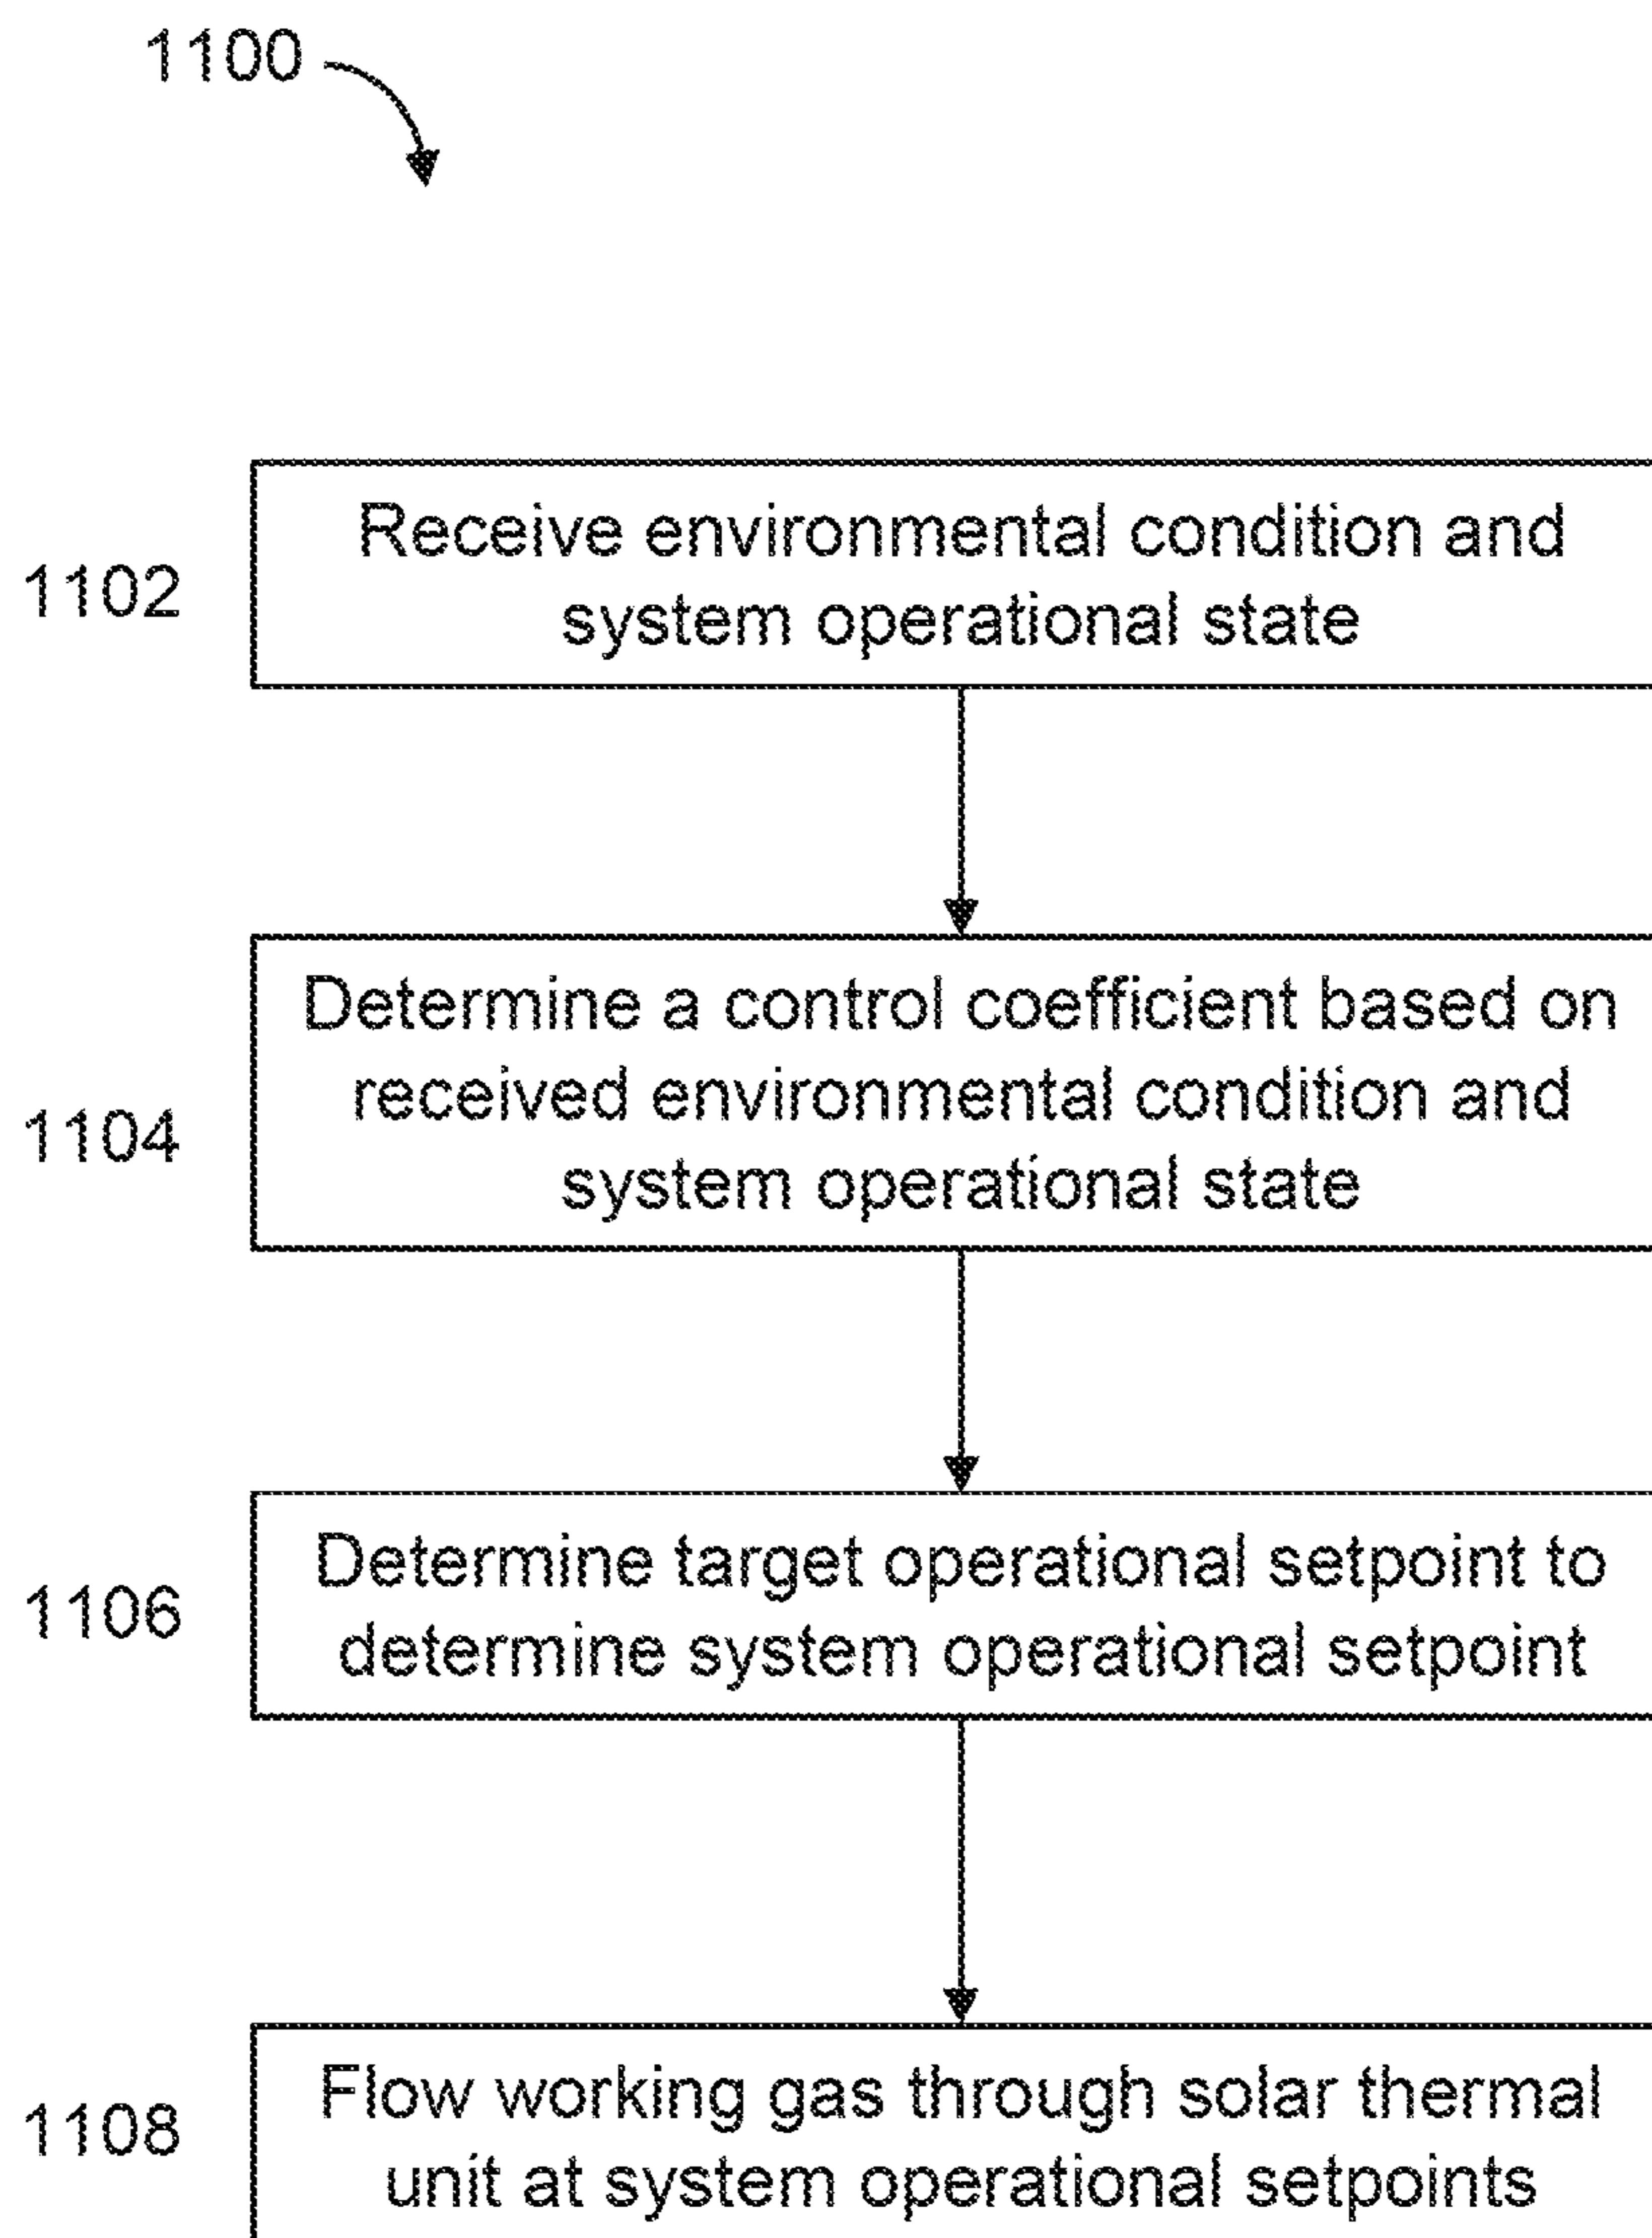 1100
1102
Receive environmental condition and
system operational state
1104
Determine a control coefficient based on
received environmental condition and
system operational state
1106
Determine target operational setpoint to
determine system operational setpoint
1108
Flow working gas through solar thermal
unit at system operational setpoints